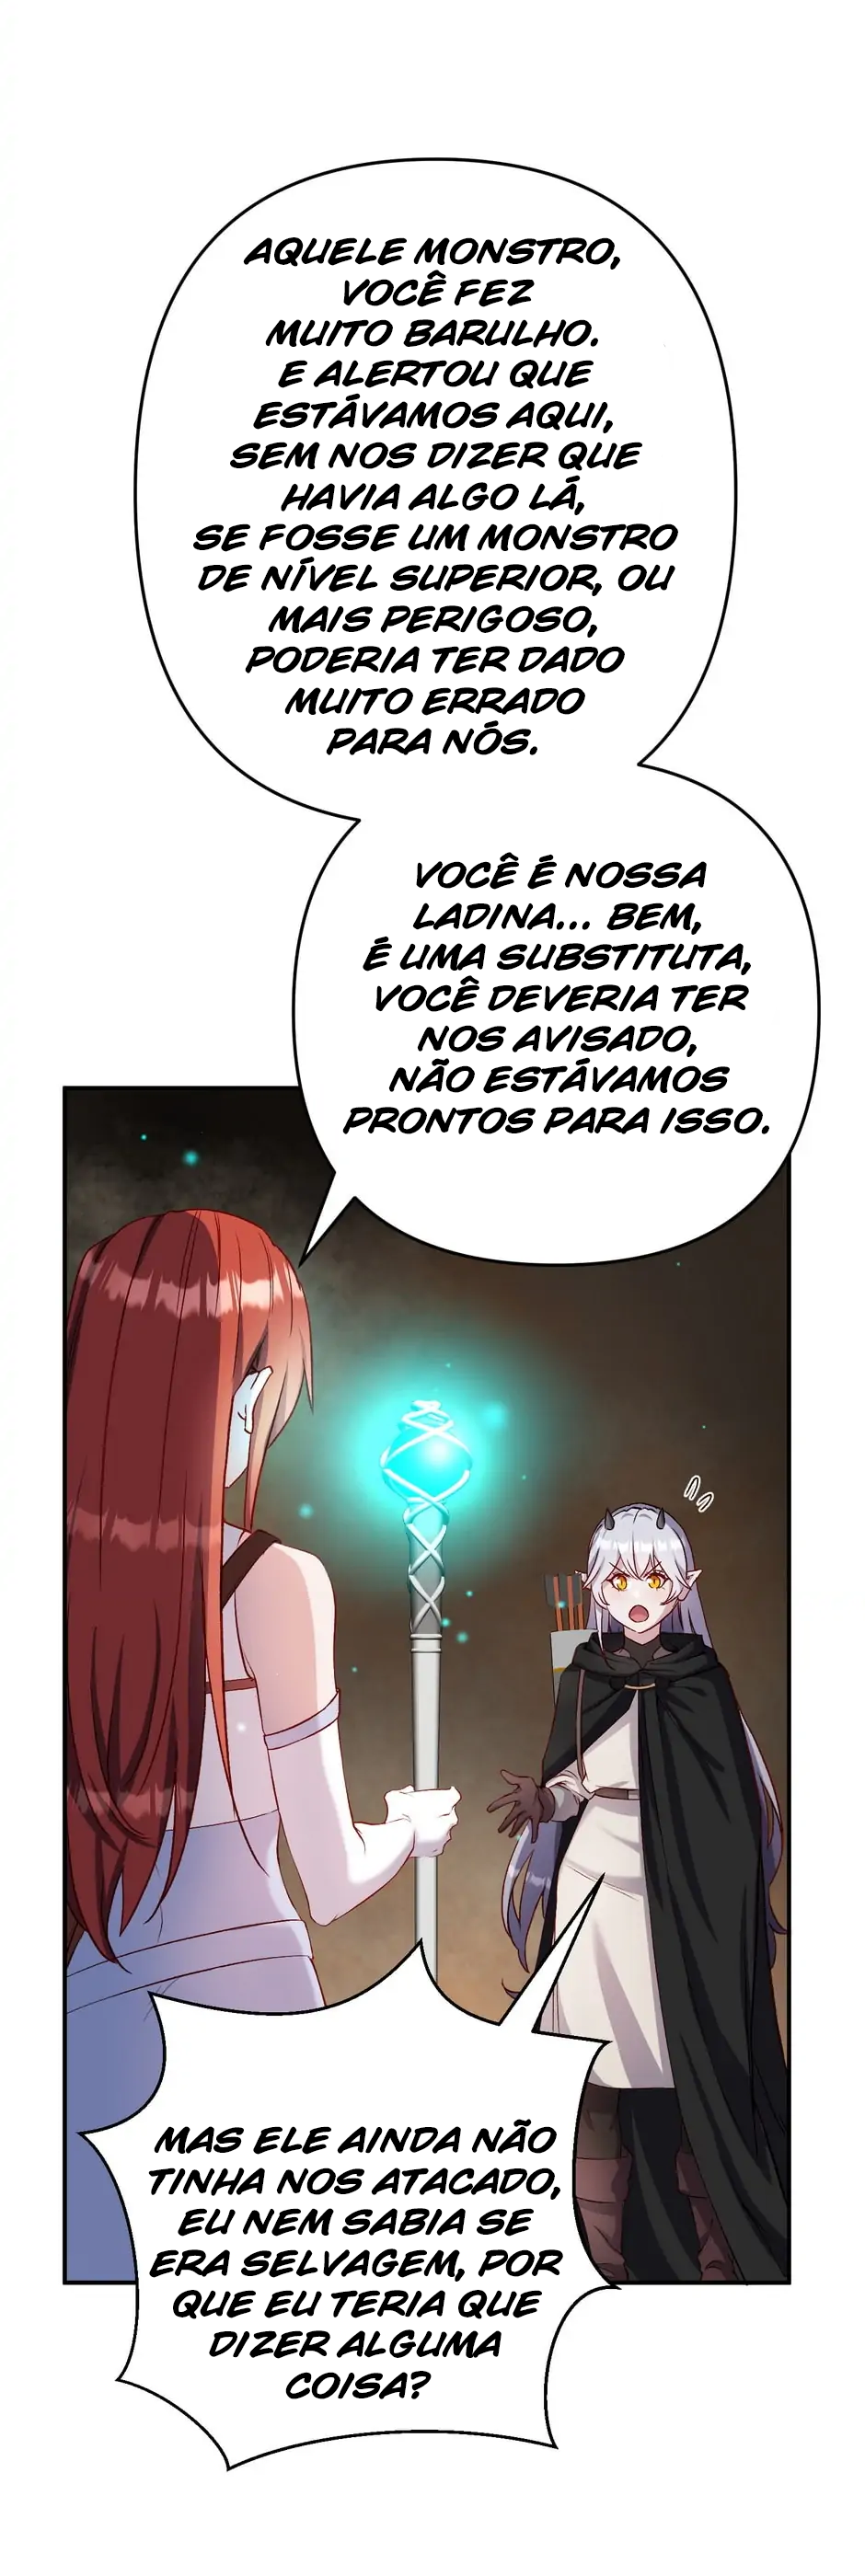 AQUELE MONSTRO,
VOCÊ FEZ
MUITO BARULHO.
E ALERTOU QUE
ESTÁVAMOS AQUI,
SEM NOS DIZER QUE
HAVIA ALGO LÁ,
SE FOSSE UM MONSTRO
DE NÍVEL SUPERIOR, OU
MAIS PERIGOSO,
PODERIA TER DADO
MUITO ERRADO
PARA NÓS.
VOCÊ É NOSSA
LADINA... BEM,
É UMA SUBSTITUTA,
VOCÊ DEVERIA TER
NOS AVISADO,
NÃO ESTÁVAMOS
PRONTOS PARA ISSO.
MAS ELE AINDA NÃO
TINHA NOS ATACADO,
EU NEM SABIA SE
ERA SELVAGEM, POR
QUE EU TERIA QUE
DIZER ALGUMA
COISA?